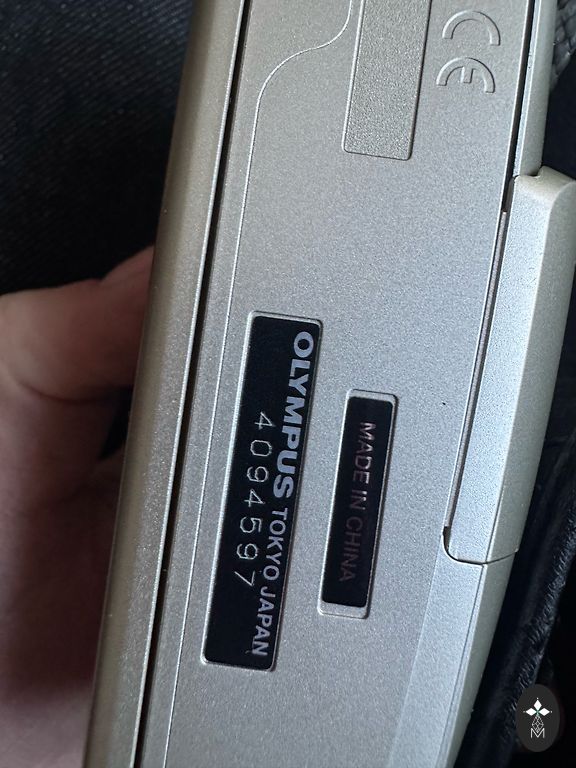 CE
OLYMPUS TOKYO JAPAN
4094597
MADE IN CHINA
M